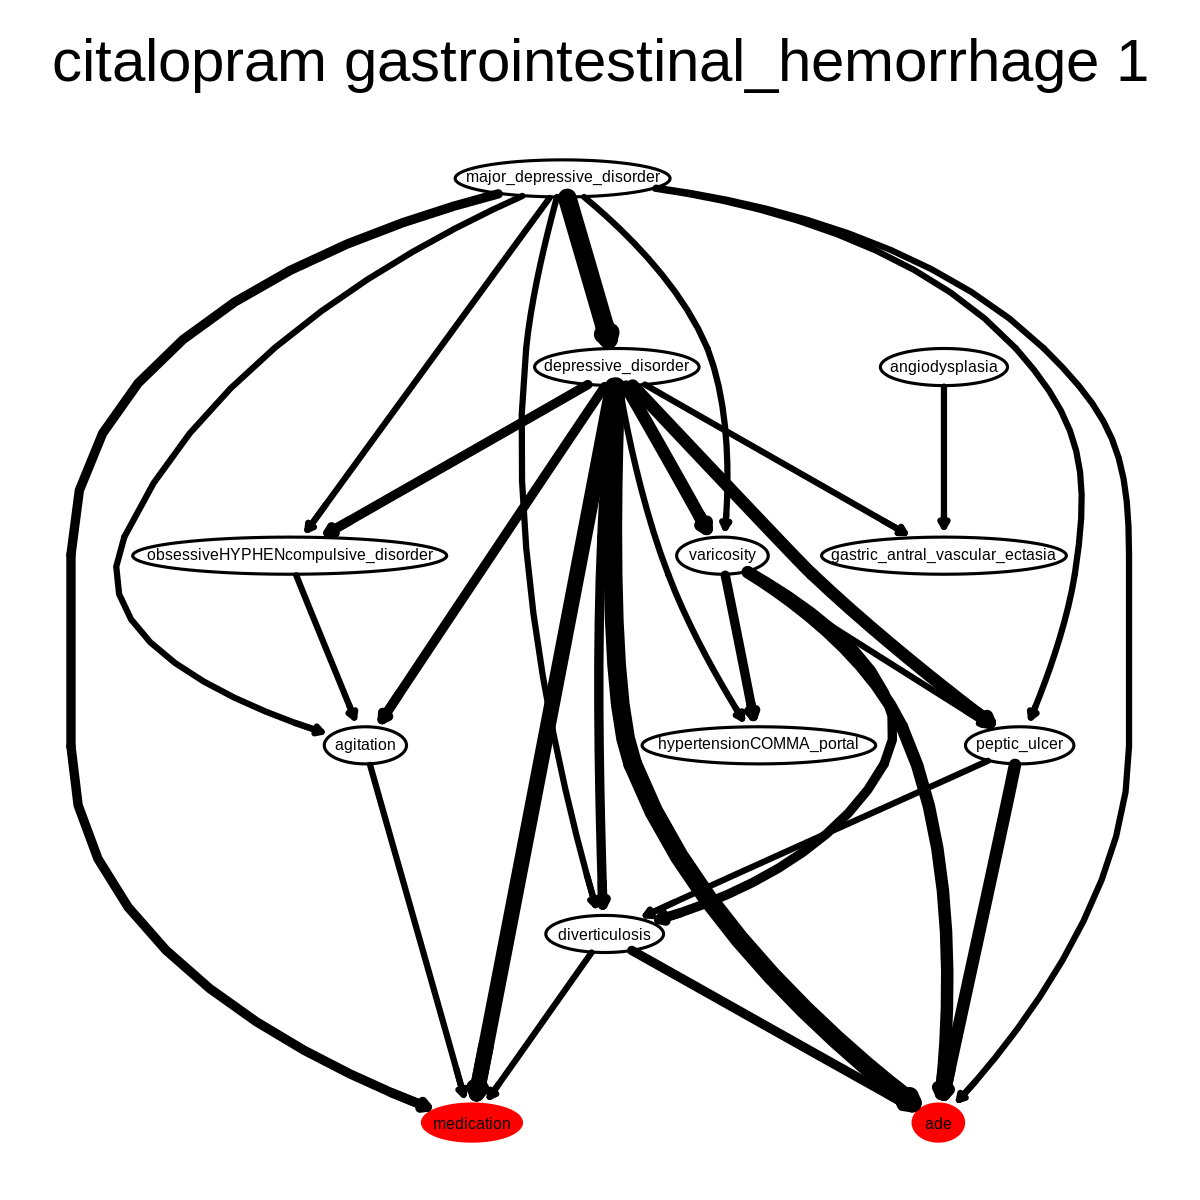 citalopram gastrointestinal_hemorrhage 1
major_depressive_disorder
depressive_disorder
angiodysplasia
obsessiveHYPHENcompulsive_disorder
varicosity
gastric_antral_vascular_ectasia
agitation
hypertensionCOMMA_portal
peptic_ulcer
diverticulosis
medication
ade